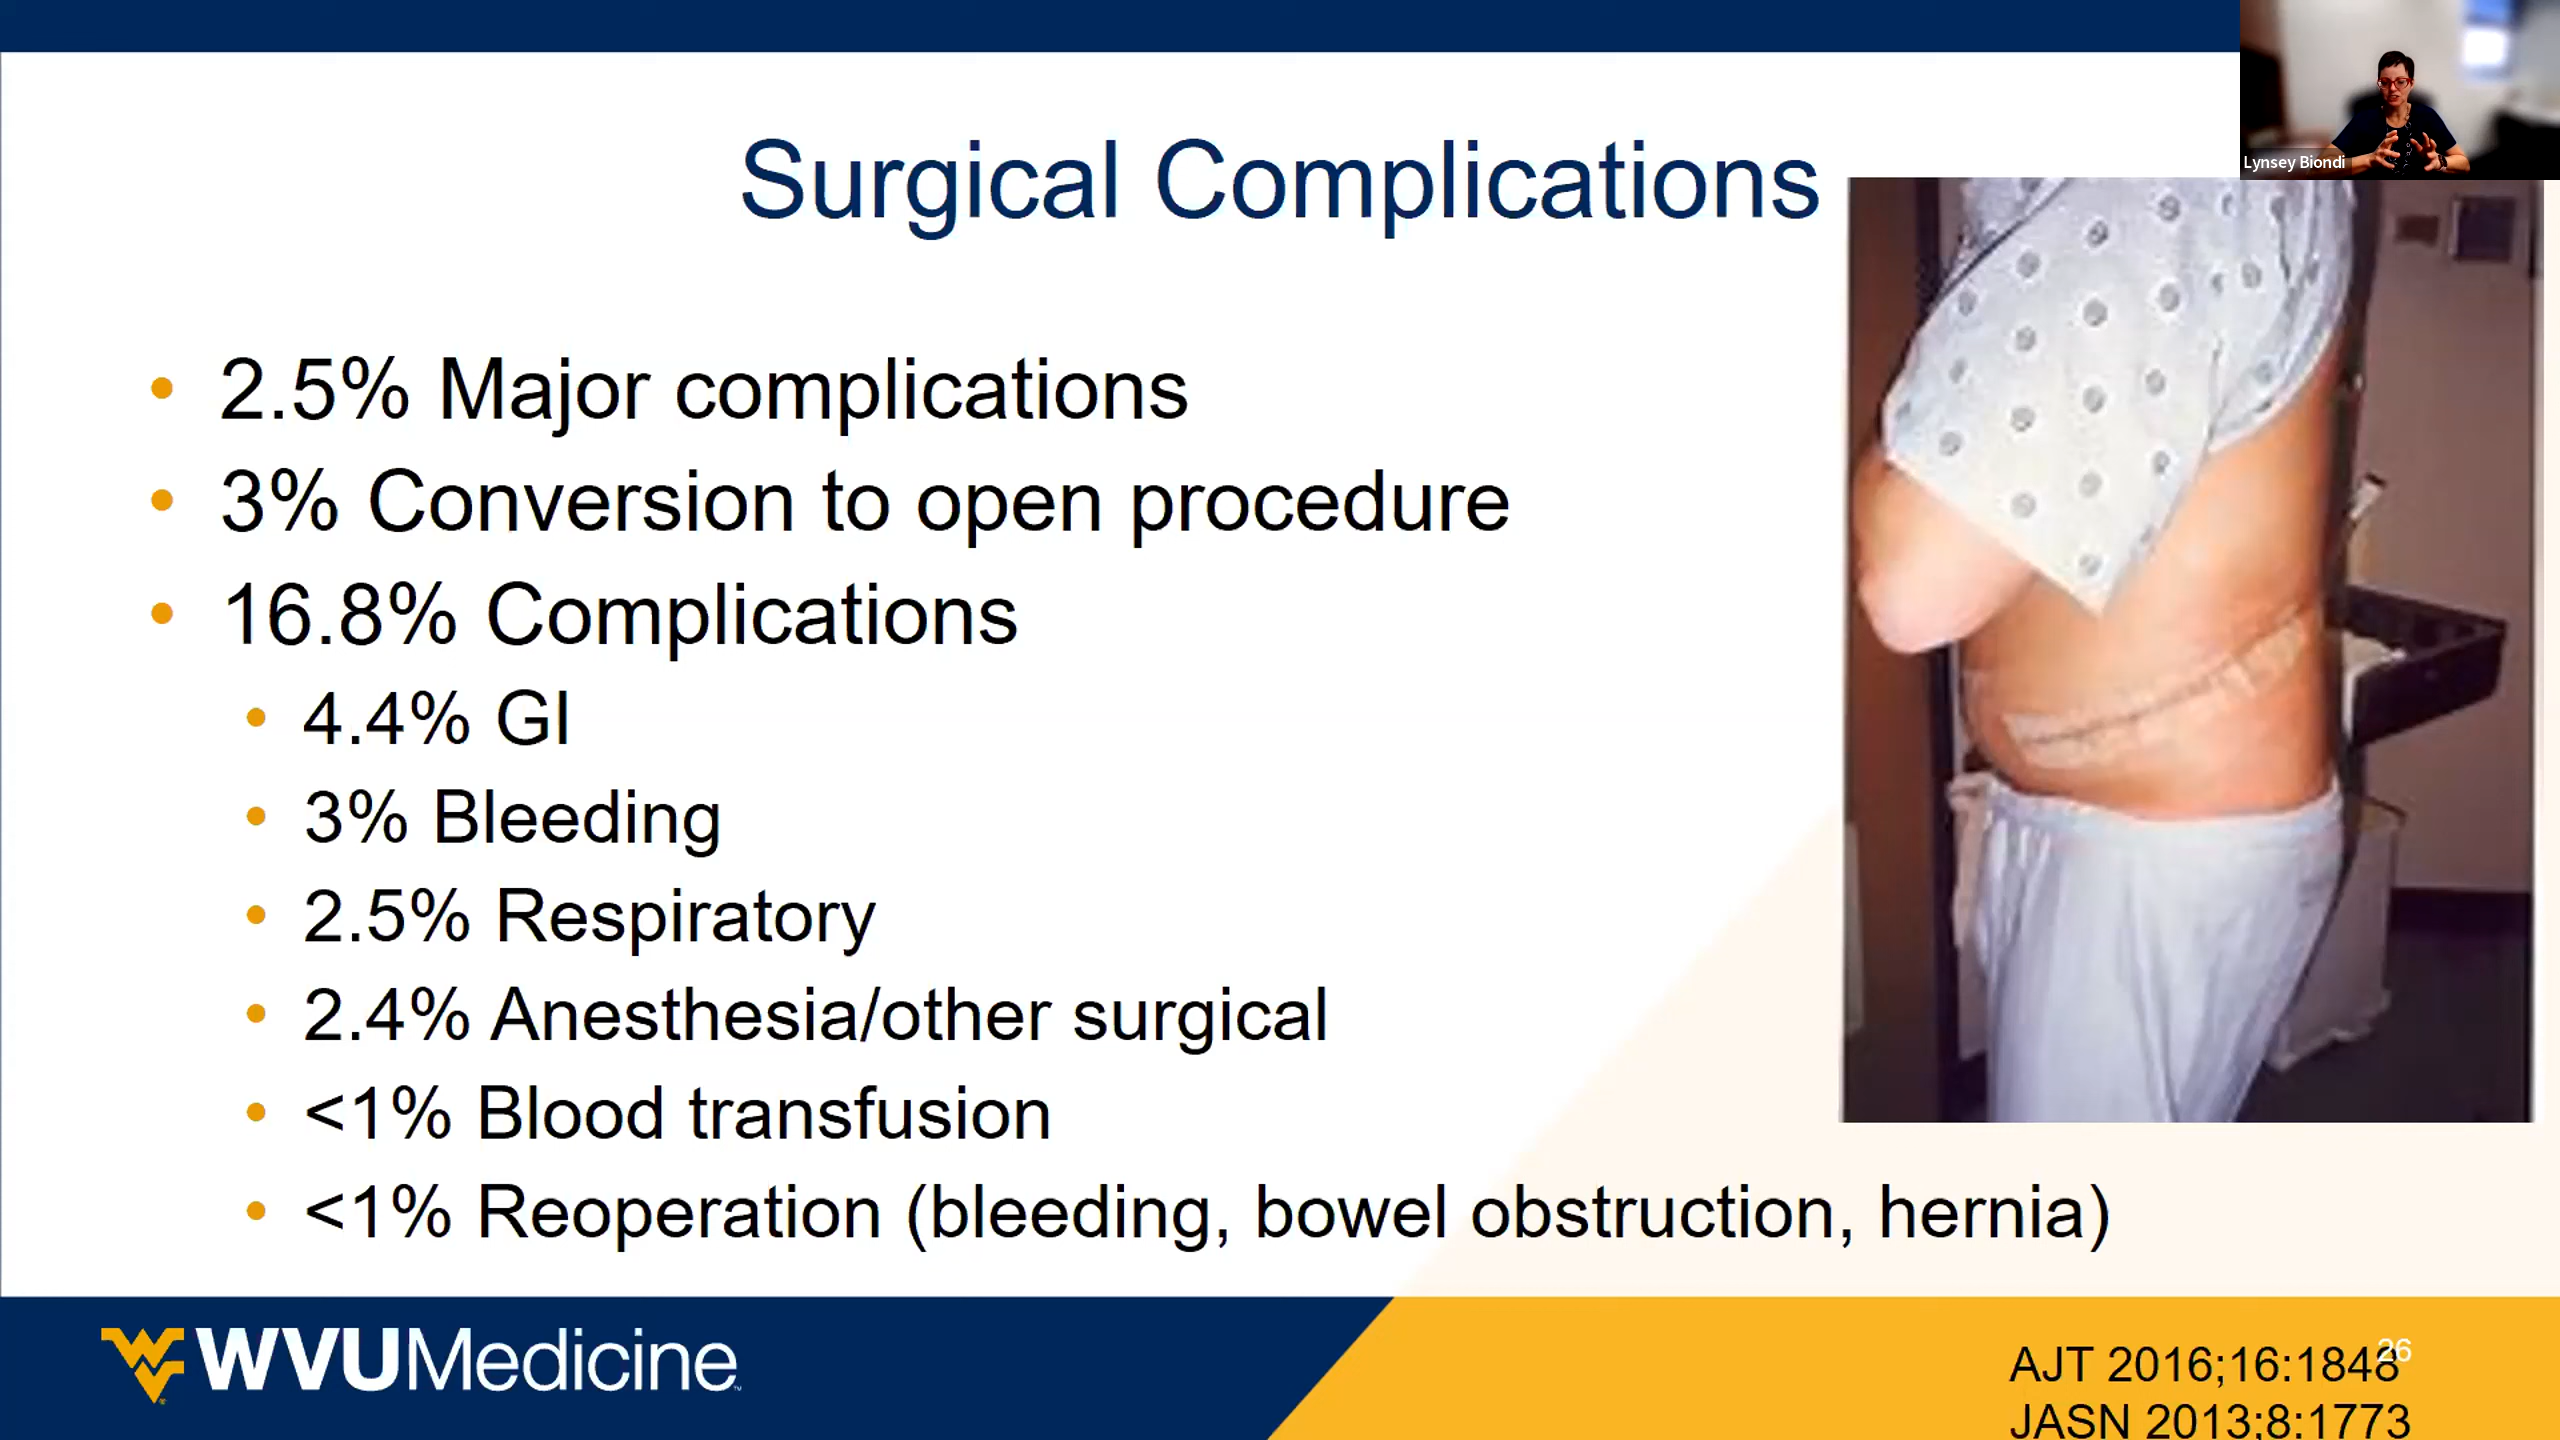 Lynsey Biondi
Surgical Complications
• 2.5% Major complications
• 3% Conversion to open procedure
• 16.8% Complications
• 4.4% GI
• 3% Bleeding
• 2.5% Respiratory
• 2.4% Anesthesia/other surgical
• <1% Blood transfusion
• <1% Reoperation (bleeding, bowel obstruction, hernia)
WVUMedicine
26
AJT 2016;16:1848
JASN 2013;8:1773